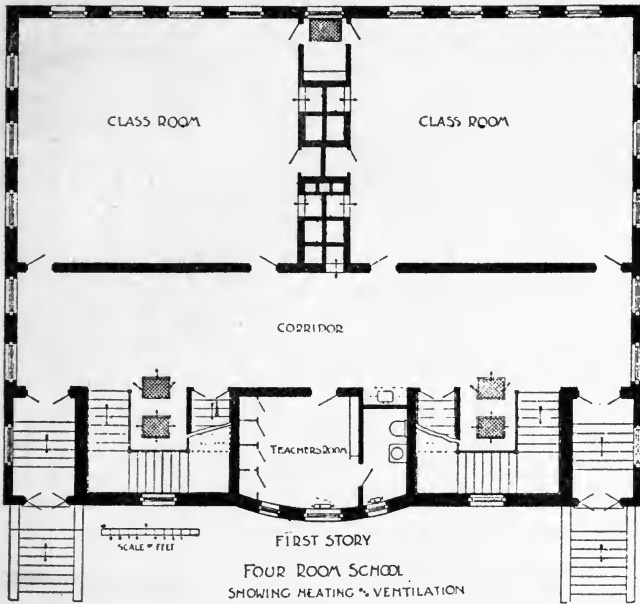 CLASS ROOM
CLASS ROOM
CORRIDOR
TEACHERS ROOM
SCALE OF FEET
FIRST STORY
FOUR ROOM SCHOOL
SHOWING HEATING & VENTILATION